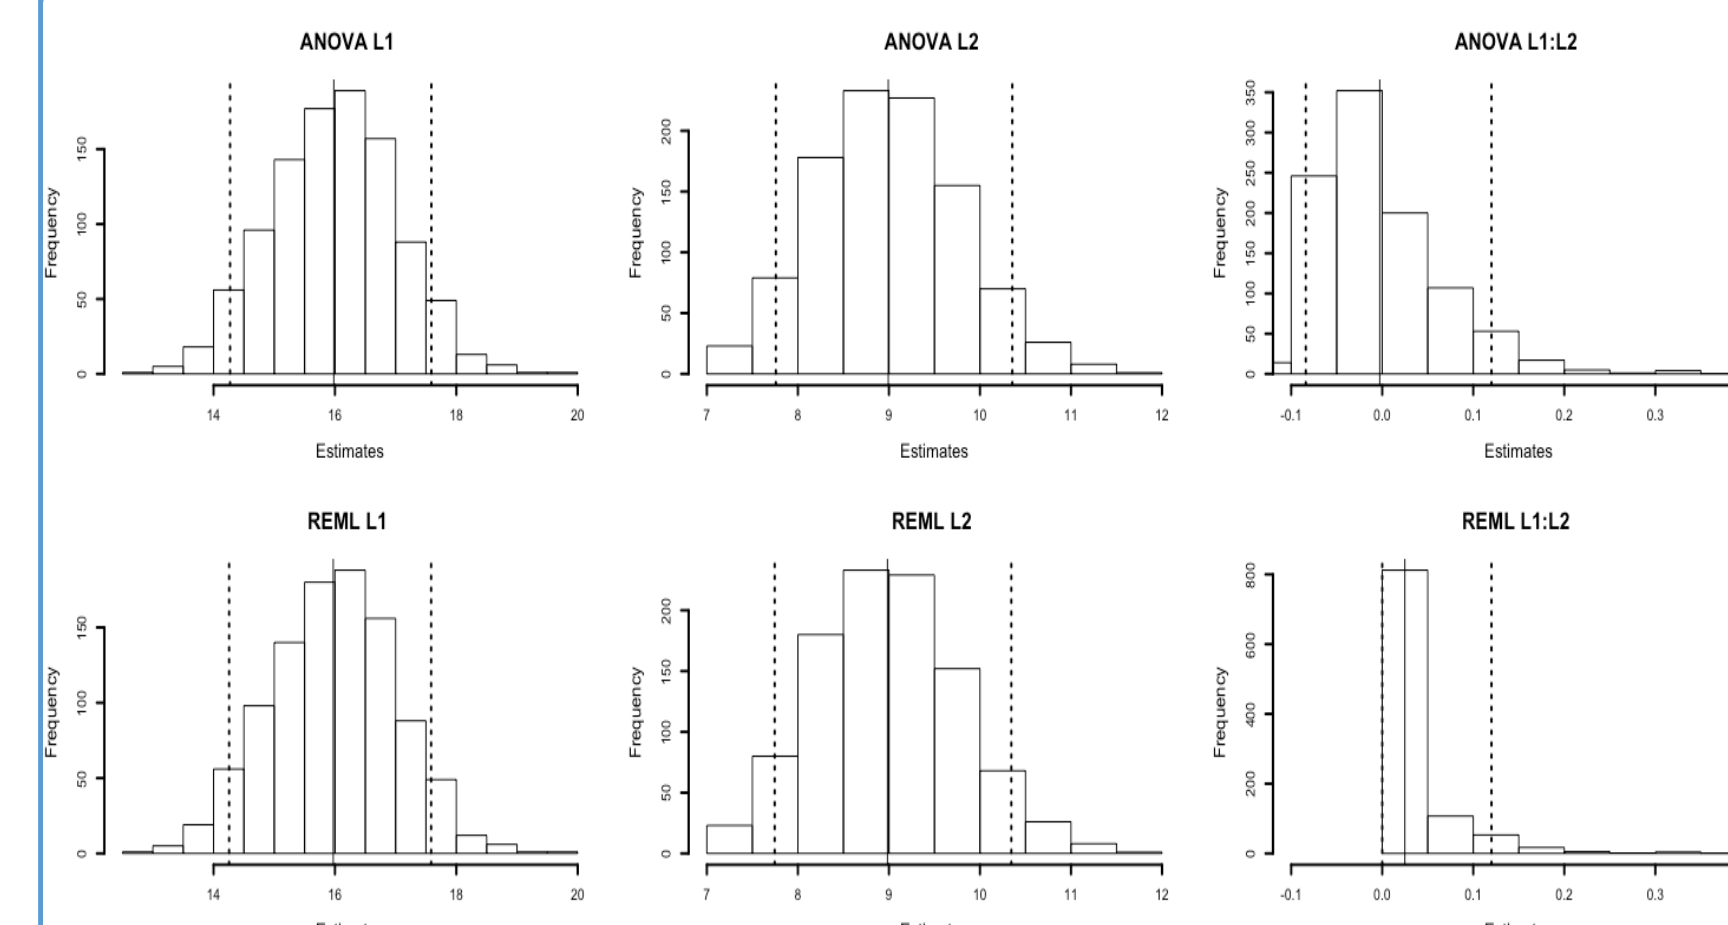 ANOVA L1
ANOVA L2
ANOVA L1:L2
Frequency
0 50 100 150
14 16 18 20
Estimates
Frequency
0 50 100 150 200
7 8 9 10 11 12
Estimates
Frequency
0 50 100 150 200 250 300 350
-0.1 0.0 0.1 0.2 0.3
Estimates
REML L1
REML L2
REML L1:L2
Frequency
0 50 100 150
14 16 18 20
Frequency
0 50 100 150 200
7 8 9 10 11 12
Frequency
0 200 400 600 800
-0.1 0.0 0.1 0.2 0.3